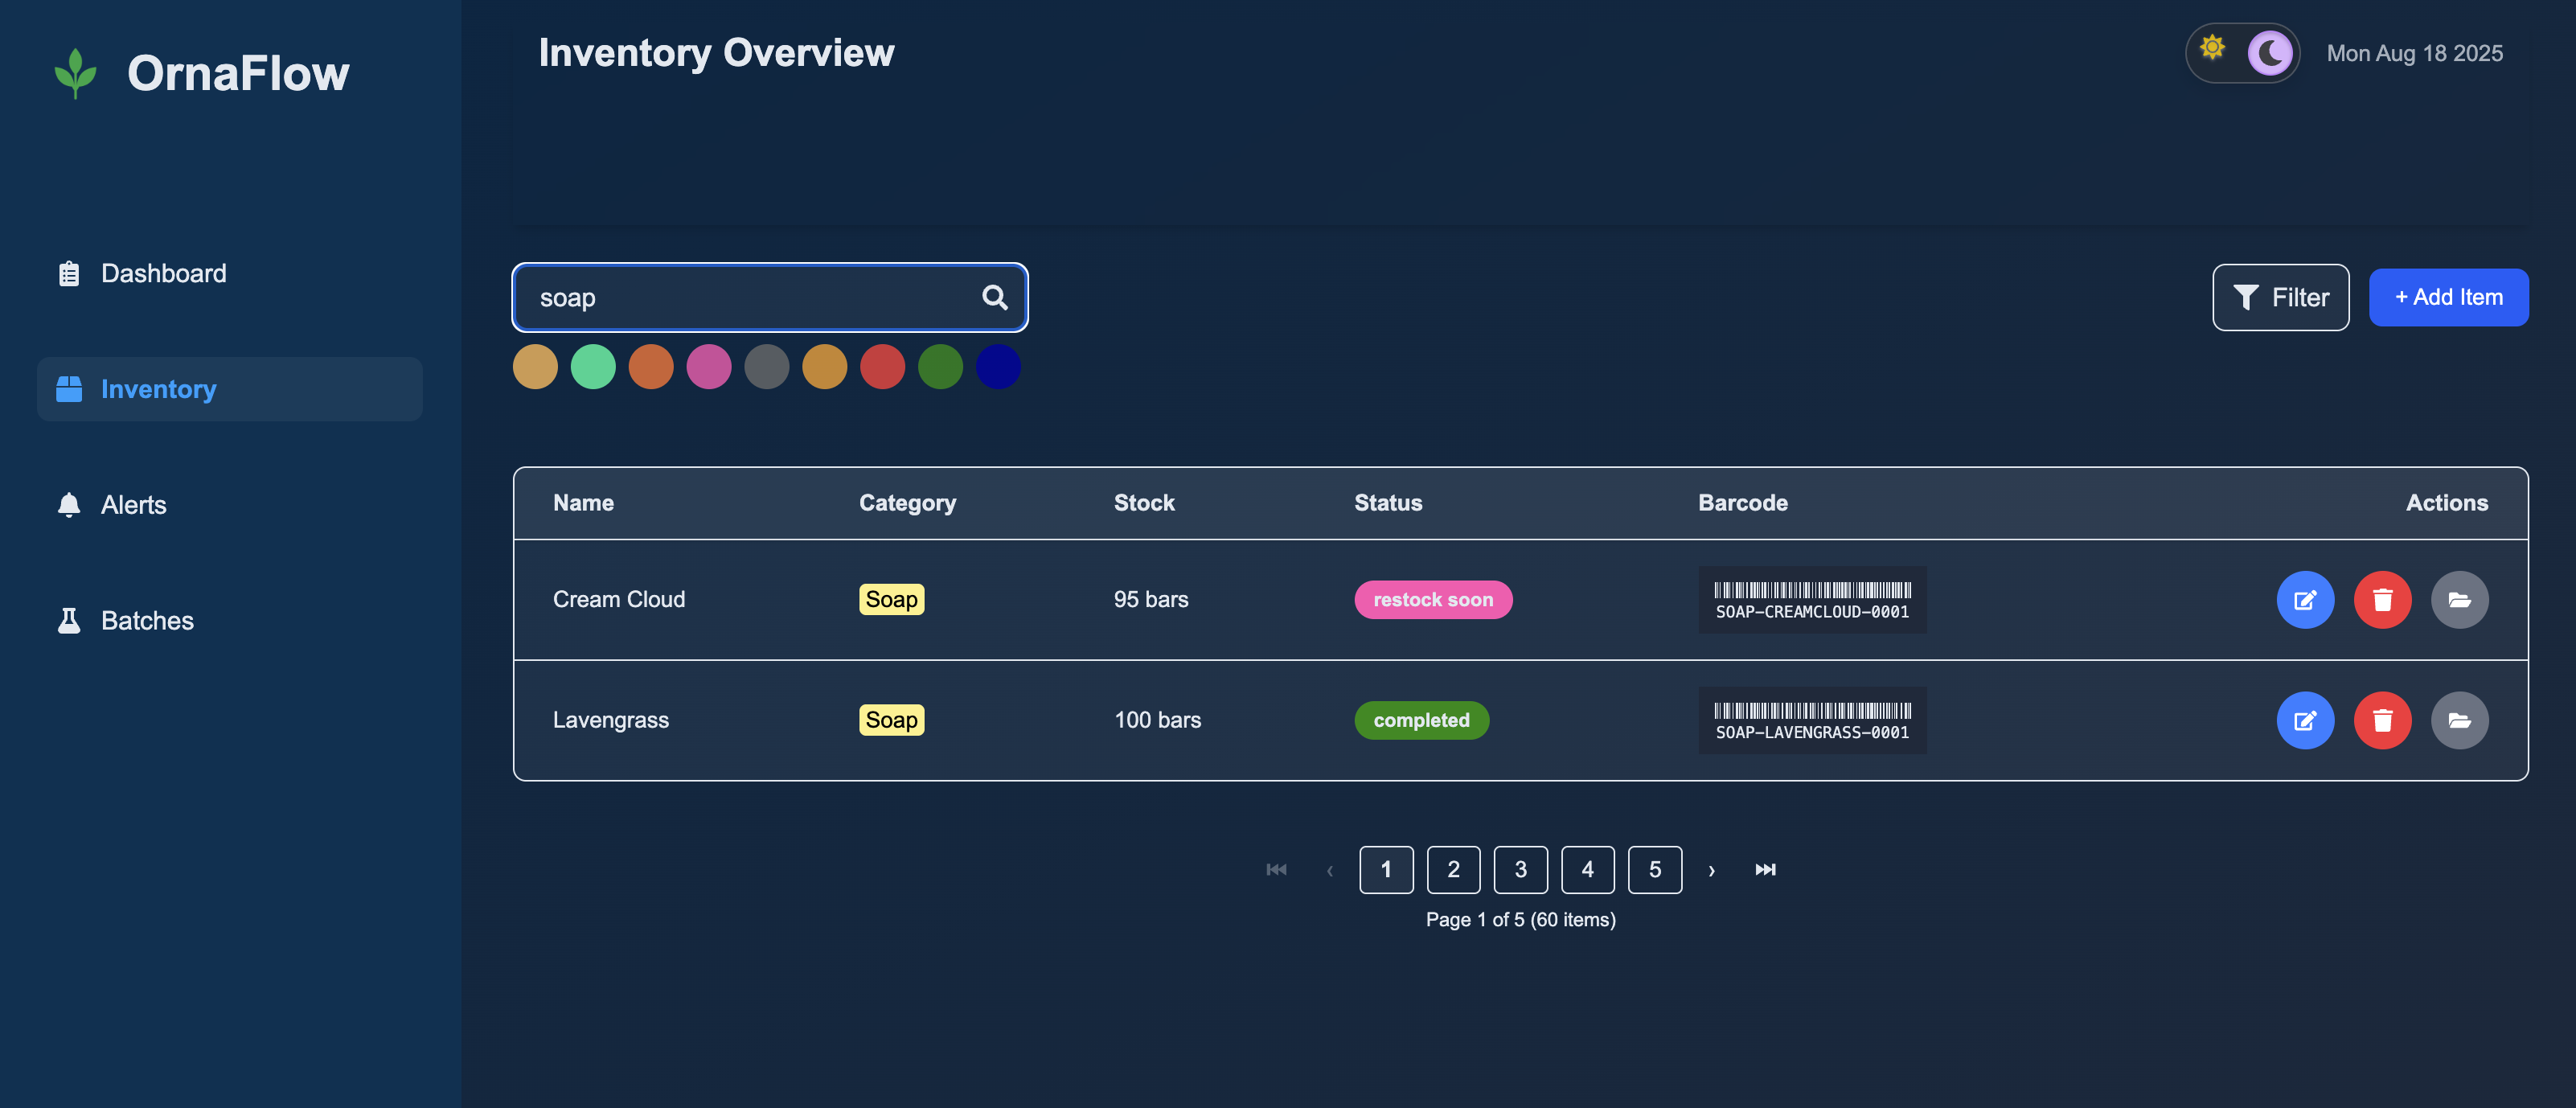 OrnaFlow
Dashboard
Inventory
Alerts
Batches
Inventory Overview
Mon Aug 18 2025
soap
Filter
+ Add Item
Name Category Stock Status Barcode Actions
Cream Cloud Soap 95 bars restock soon SOAP-CREAMCLOUD-0001
Lavengrass Soap 100 bars completed SOAP-LAVENGRASS-0001
⏮ ‹ 1 2 3 4 5 › ⏭
Page 1 of 5 (60 items)